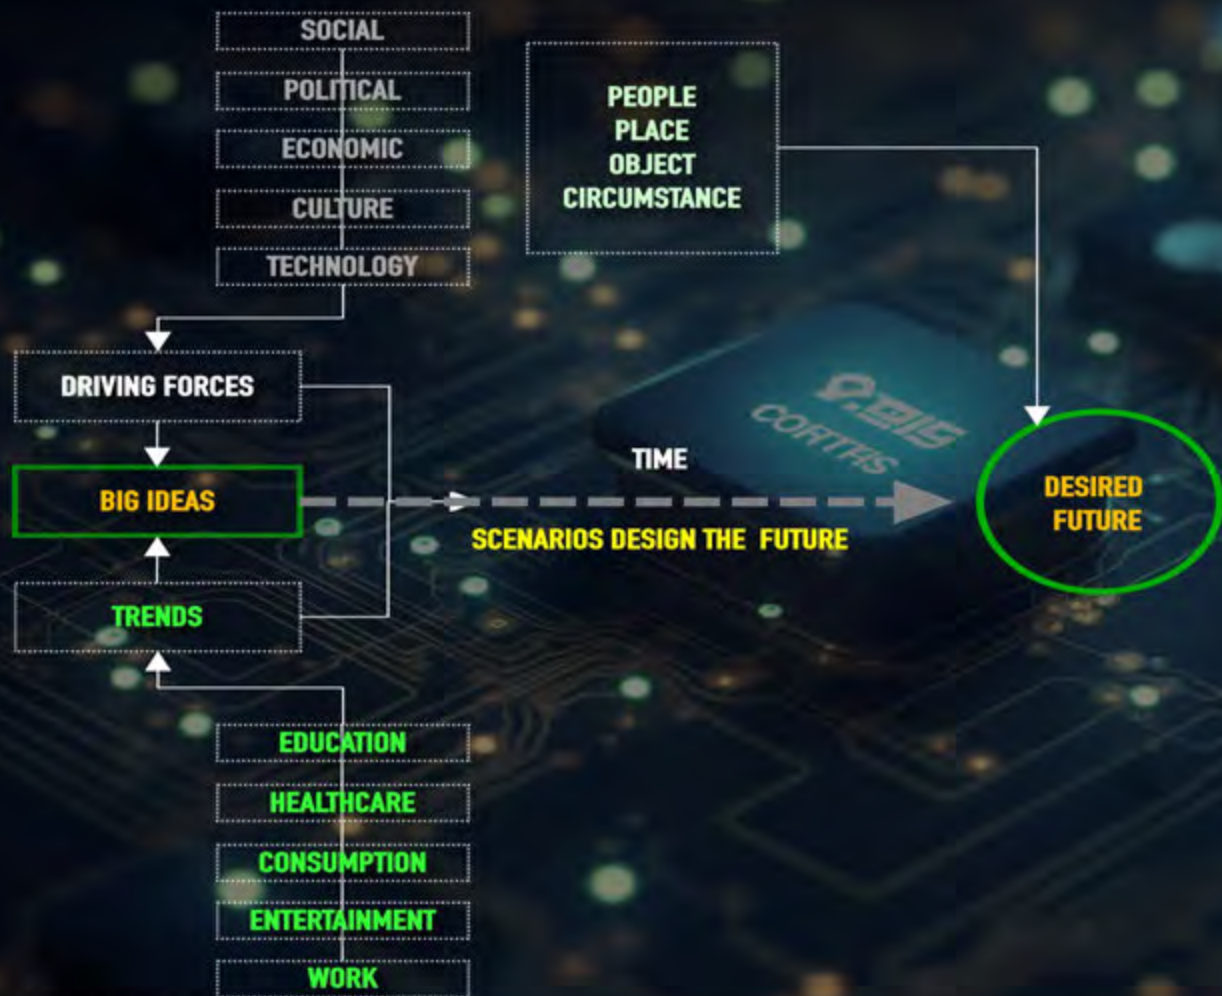 SOCIAL
POLITICAL
ECONOMIC
CULTURE
TECHNOLOGY
PEOPLE
PLACE
OBJECT
CIRCUMSTANCE
DRIVING FORCES
BIG IDEAS
TRENDS
TIME
SCENARIOS DESIGN THE FUTURE
DESIRED
FUTURE
EDUCATION
HEALTHCARE
CONSUMPTION
ENTERTAINMENT
WORK